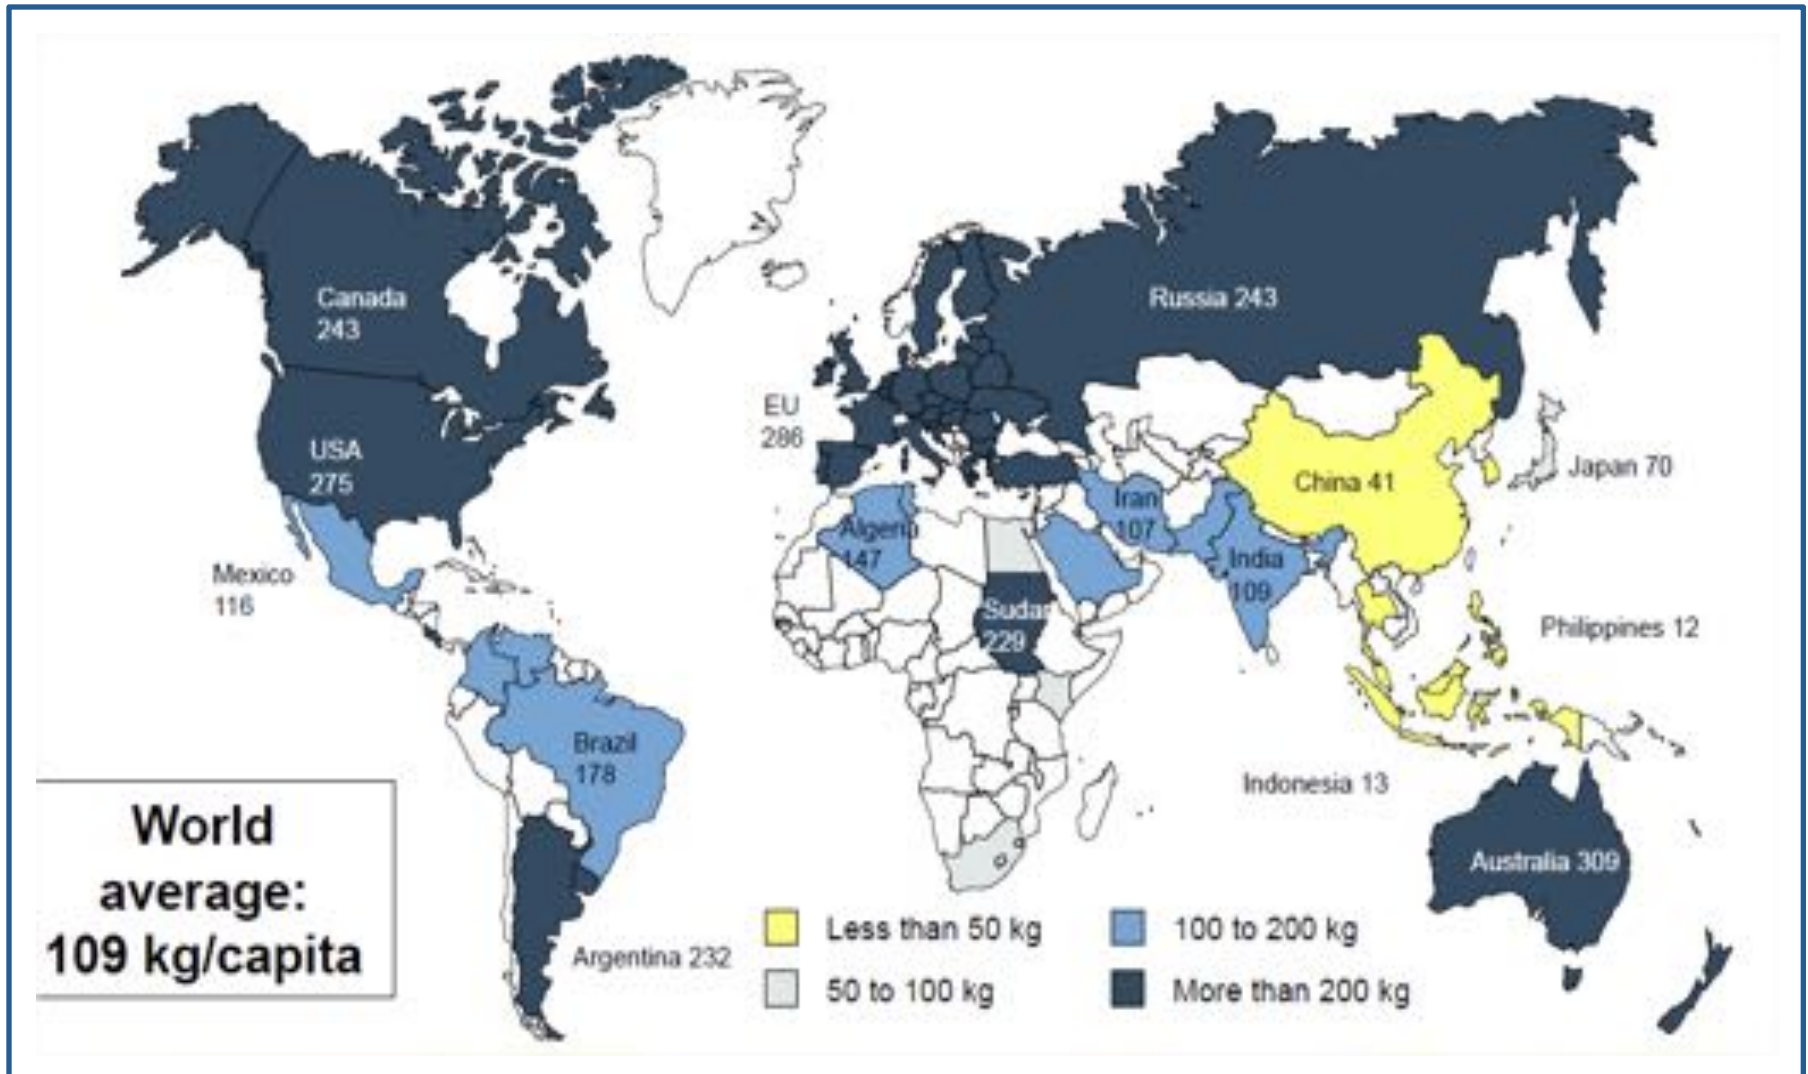 Canada
243
Russia 243
EU
286
USA
275
China 41
Japan 70
Iran
107
Algeria
147
India
109
Mexico
116
Sudan
229
Philippines 12
Brazil
178
Indonesia 13
World
average:
109 kg/capita
Australia 309
Argentina 232
Less than 50 kg
100 to 200 kg
50 to 100 kg
More than 200 kg